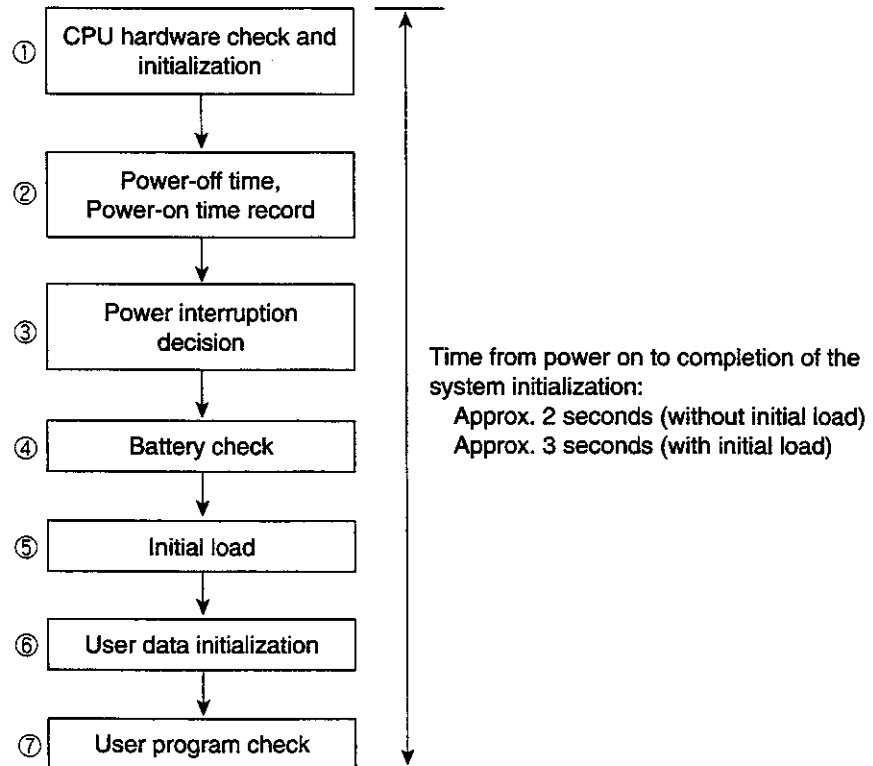 ① CPU hardware check and
initialization
② Power-off time,
Power-on time record
③ Power interruption
decision
④ Battery check
⑤ Initial load
⑥ User data initialization
⑦ User program check
Time from power on to completion of the
system initialization:
Approx. 2 seconds (without initial load)
Approx. 3 seconds (with initial load)